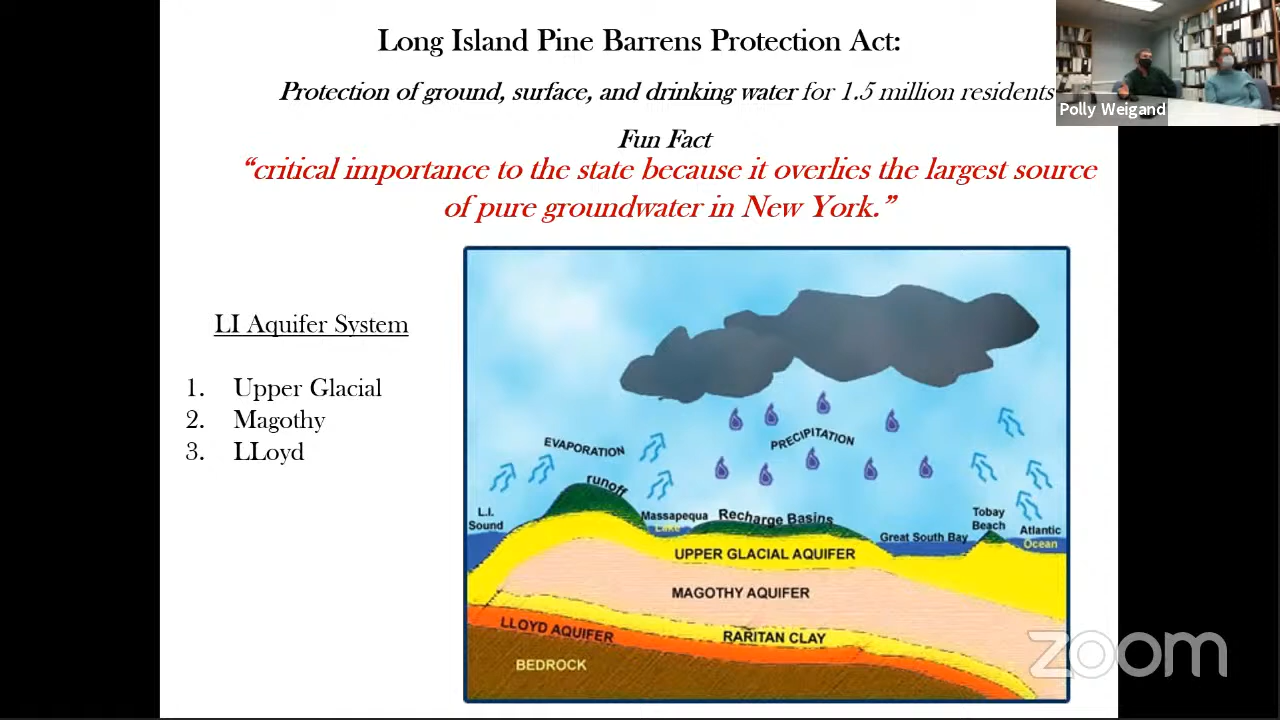 Long Island Pine Barrens Protection Act:
Protection of ground, surface, and drinking water for 1.5 million residents
Polly Weigand
Fun Fact
“critical importance to the state because it overlies the largest source
of pure groundwater in New York.”
LI Aquifer System
1. Upper Glacial
2. Magothy
3. LLoyd
EVAPORATION
PRECIPITATION
runoff
L.I.
Sound
Massapequa
Lake
Recharge Basins
Great South Bay
Tobay
Beach
Atlantic
Ocean
UPPER GLACIAL AQUIFER
MAGOTHY AQUIFER
LLOYD AQUIFER
RARITAN CLAY
BEDROCK
zoom